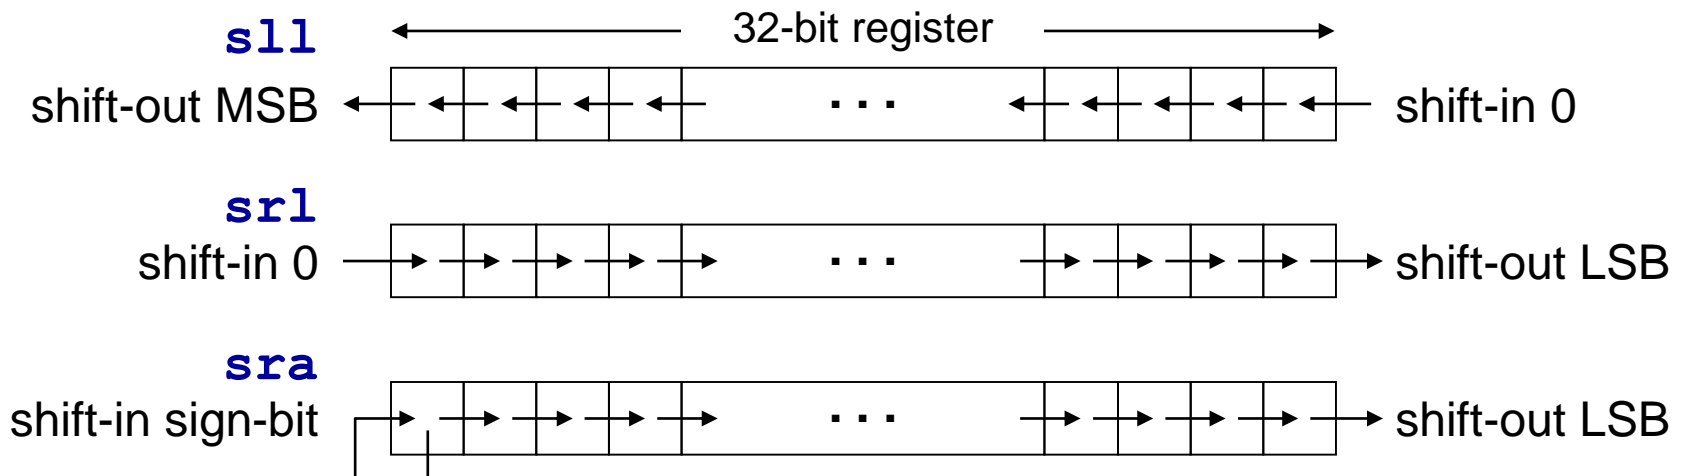 sll
32-bit register
shift-out MSB
...
shift-in 0
srl
shift-in 0
...
shift-out LSB
sra
shift-in sign-bit
...
shift-out LSB